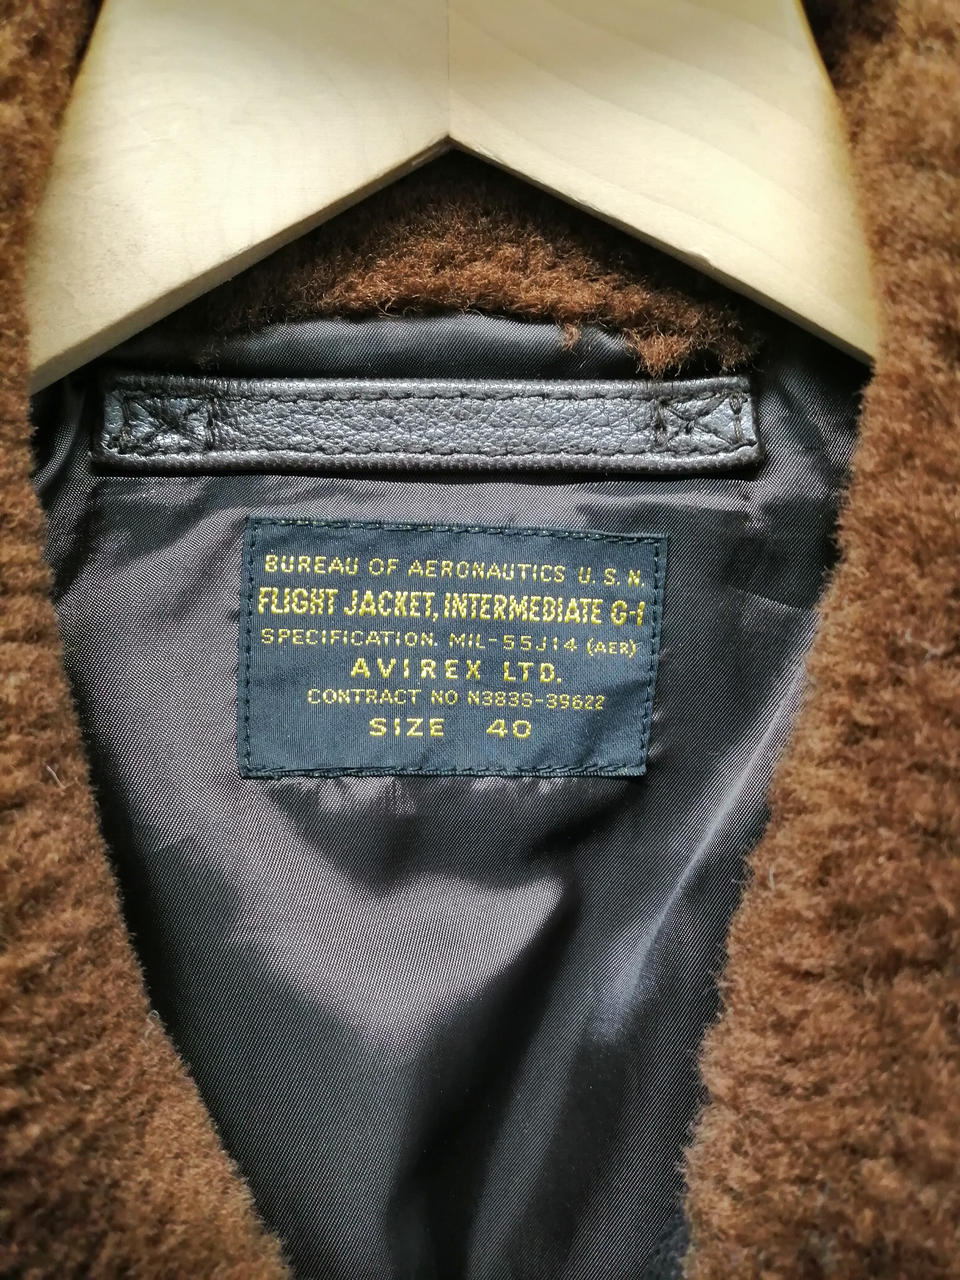 BUREAU OF AERONAUTICS U.S.N.
FLIGHT JACKET, INTERMEDIATE G-1
SPECIFICATION. MIL-55J14 (AER)
AVIREX LTD.
CONTRACT NO N383S-39622
SIZE 40